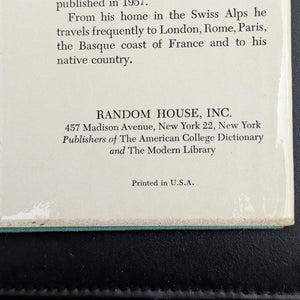 published in 1957.
From his home in the Swiss Alps he
travels frequently to London, Rome, Paris,
the Basque coast of France and to his
native country.
RANDOM HOUSE, INC.
457 Madison Avenue, New York 22, New York
Publishers of The American College Dictionary
and The Modern Library
Printed in U.S.A.